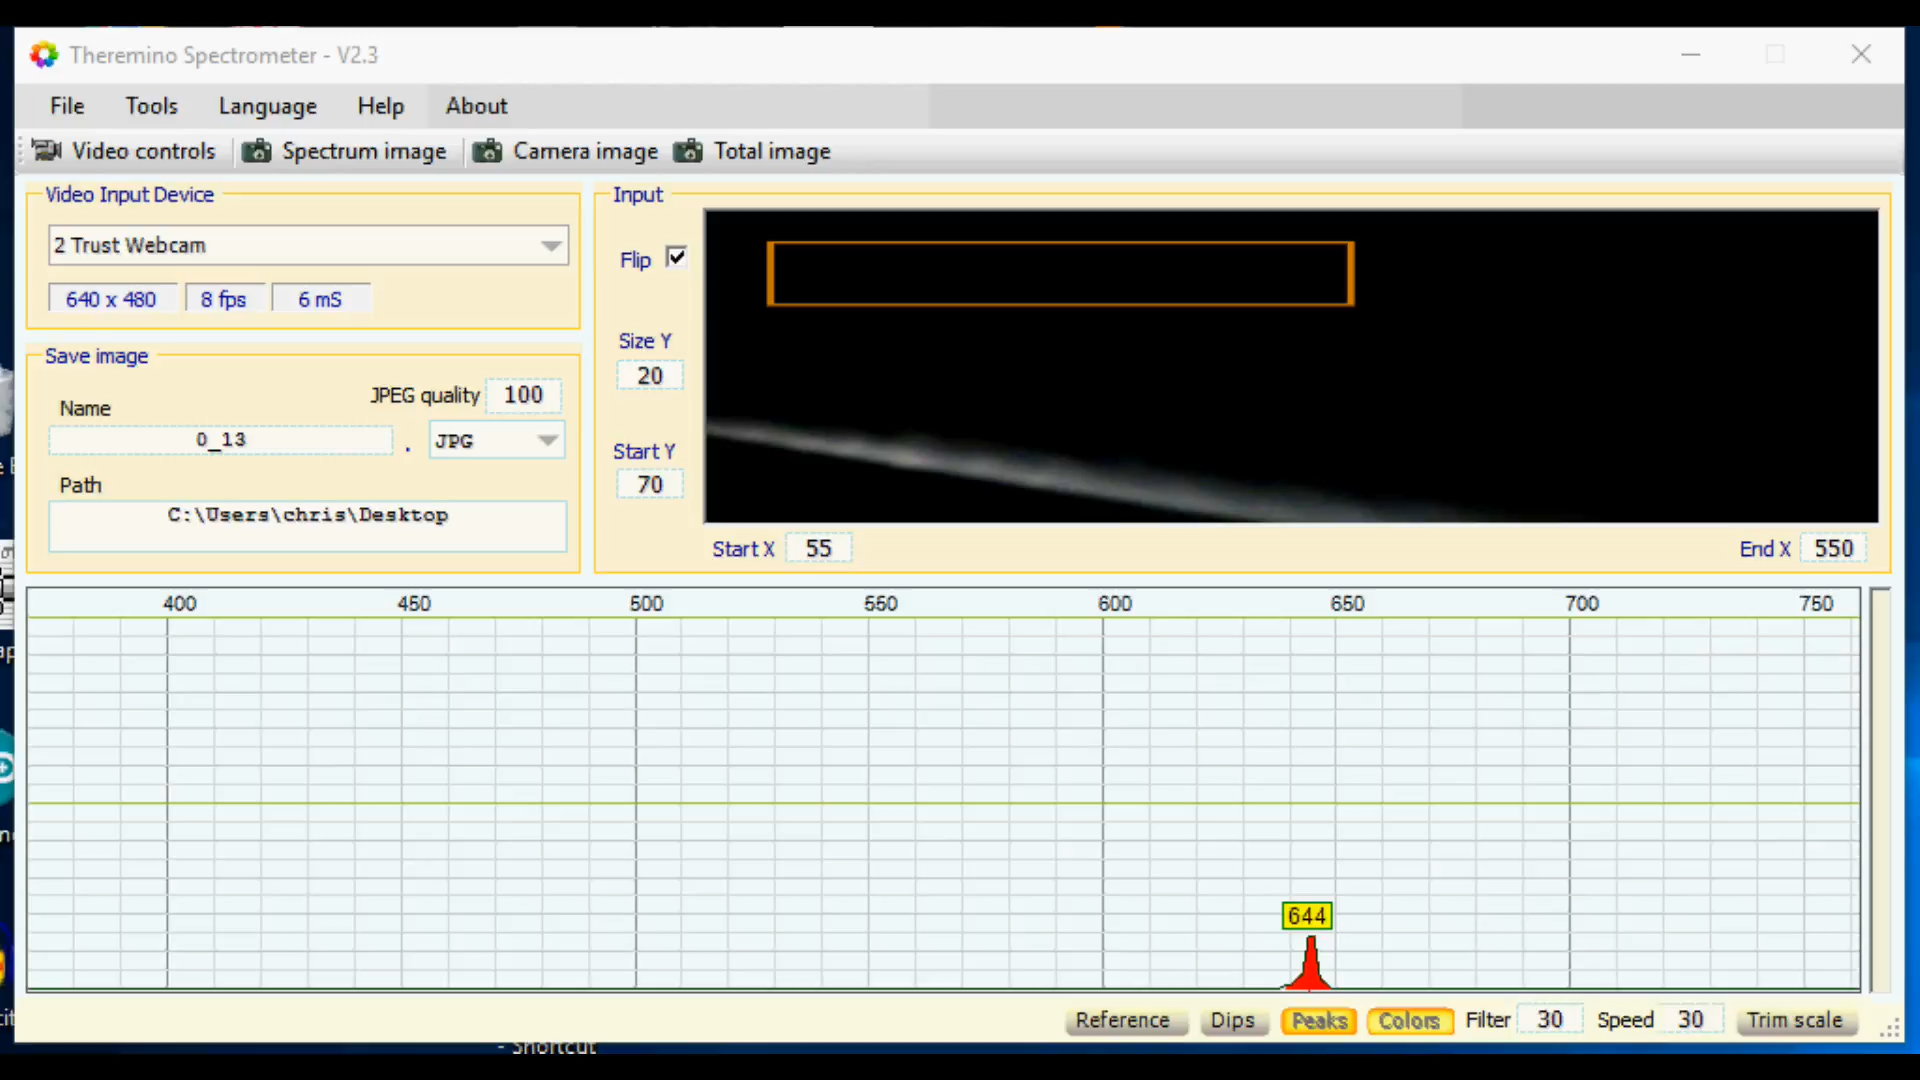 Theremino Spectrometer - V2.3
File Tools Language Help About
Video controls Spectrum image Camera image Total image
Video Input Device
2 Trust Webcam
640 x 480 8 fps 6 mS
Save image
JPEG quality 100
Name
0_13 . JPG
Path
C:\Users\chris\Desktop
Input
Flip
Size Y
20
Start Y
70
Start X 55
End X 550
400 450 500 550 600 650 700 750
644
Reference Dips Peaks Colors Filter 30 Speed 30 Trim scale
- Shortcut